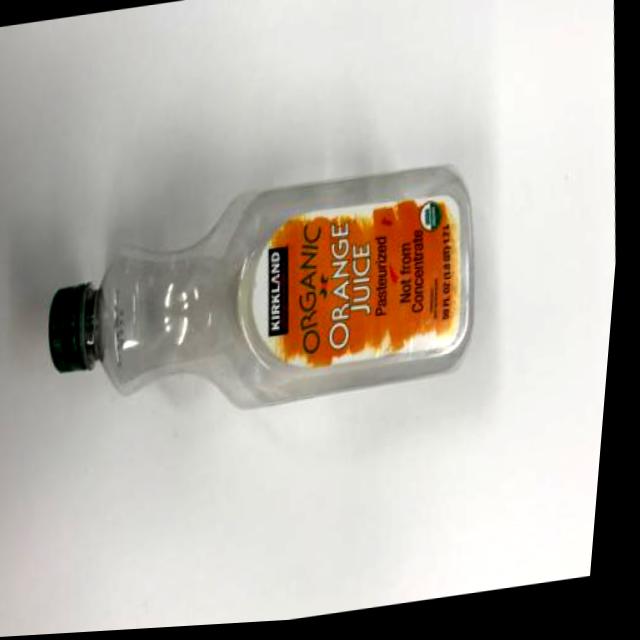 KIRKLAND
ORGANIC
ORANGE
JUICE
Pasteurized
Not from
Concentrate